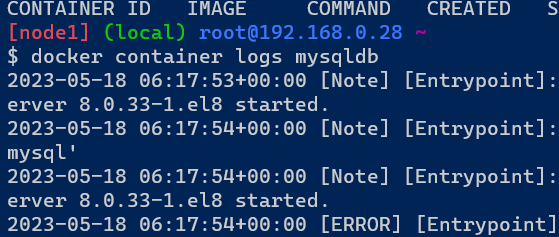 CONTAINER ID   IMAGE     COMMAND   CREATED   S
[node1] (local) root@192.168.0.28 ~
$ docker container logs mysqldb
2023-05-18 06:17:53+00:00 [Note] [Entrypoint]:
erver 8.0.33-1.el8 started.
2023-05-18 06:17:54+00:00 [Note] [Entrypoint]:
mysql'
2023-05-18 06:17:54+00:00 [Note] [Entrypoint]:
erver 8.0.33-1.el8 started.
2023-05-18 06:17:54+00:00 [ERROR] [Entrypoint]